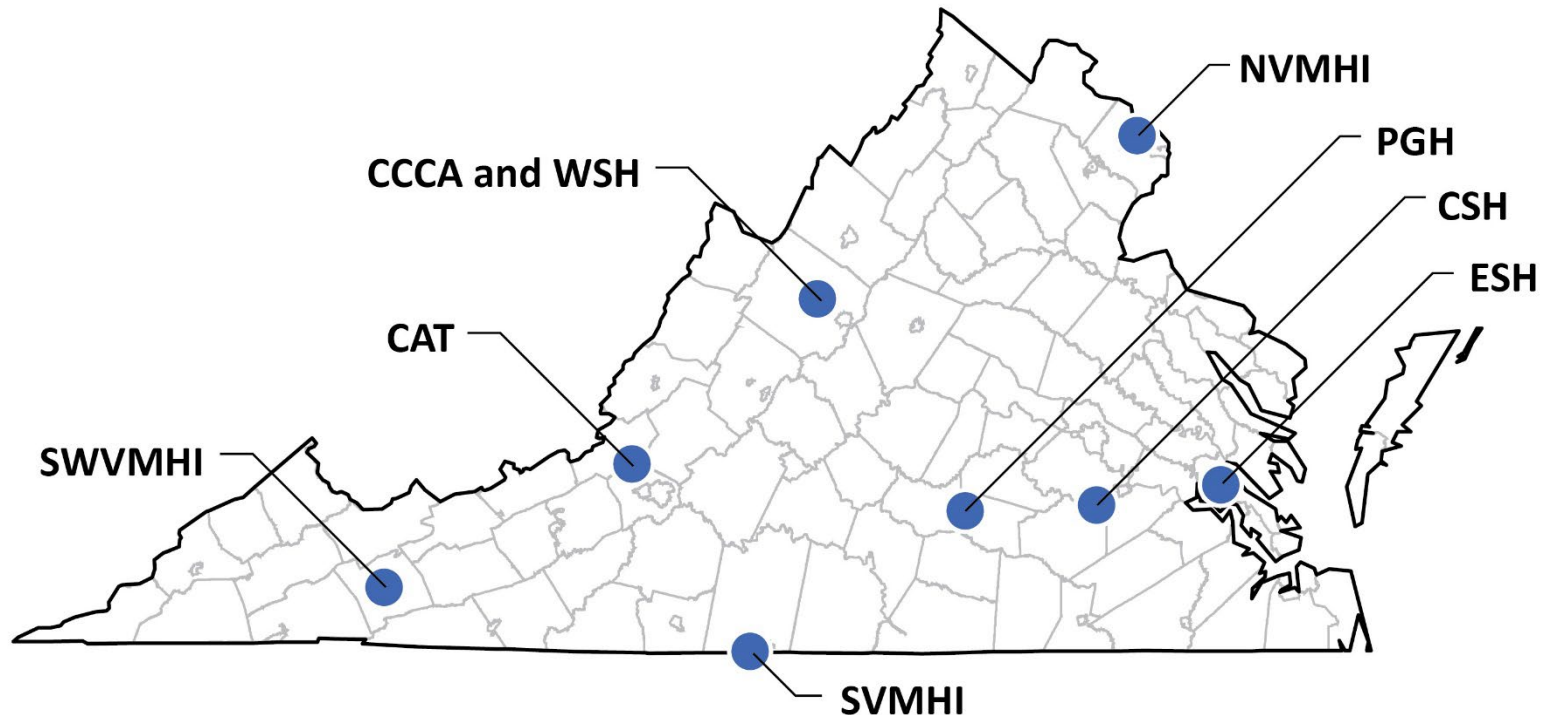 NVMHI
PGH
CCCA and WSH
CSH
ESH
CAT
SWVMHI
SVMHI